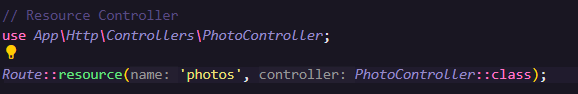 // Resource Controller
use App\Http\Controllers\PhotoController;
Route::resource(name: 'photos', controller: PhotoController::class);